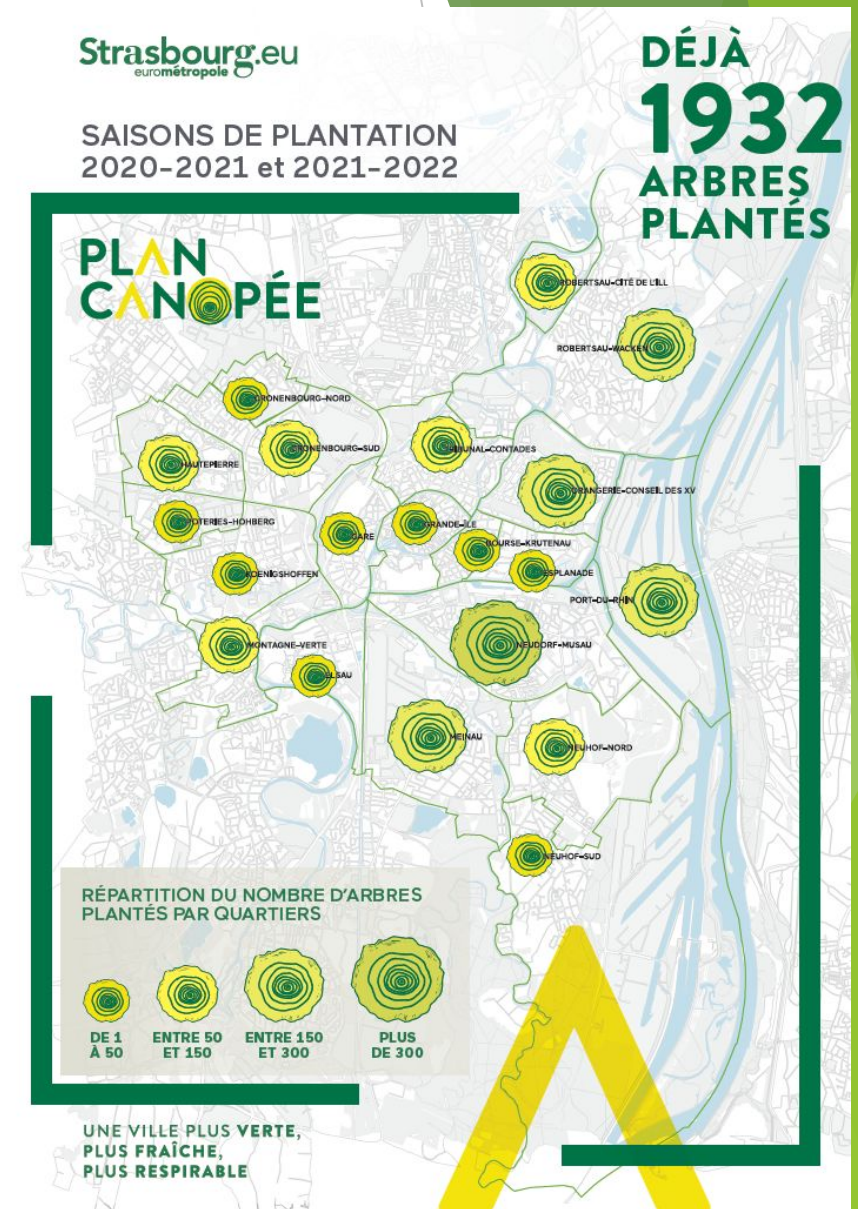 Strasbourg.eu
eurométropole
DÉJÀ
1932
ARBRES
PLANTÉS
SAISONS DE PLANTATION
2020-2021 et 2021-2022
PLAN
CANOPÉE
ROBERTSAU-CITÉ DE L'ILL
ROBERTSAU-WACKEN
CRONENBOURG-NORD
CRONENBOURG-SUD
TRIBUNAL-CONTADES
HAUTEPIERRE
ORANGERIE-CONSEIL DES XV
POTERIES-HOHBERG
GARE
GRANDE-ÎLE
BOURSE-KRUTENAU
KOENIGSHOFFEN
ESPLANADE
PORT-DU-RHIN
MONTAGNE-VERTE
NEUDORF-MUSAU
ELSAU
MEINAU
NEUHOF-NORD
NEUHOF-SUD
RÉPARTITION DU NOMBRE D'ARBRES
PLANTÉS PAR QUARTIERS
DE 1
À 50
ENTRE 50
ET 150
ENTRE 150
ET 300
PLUS
DE 300
UNE VILLE PLUS VERTE,
PLUS FRAÎCHE,
PLUS RESPIRABLE